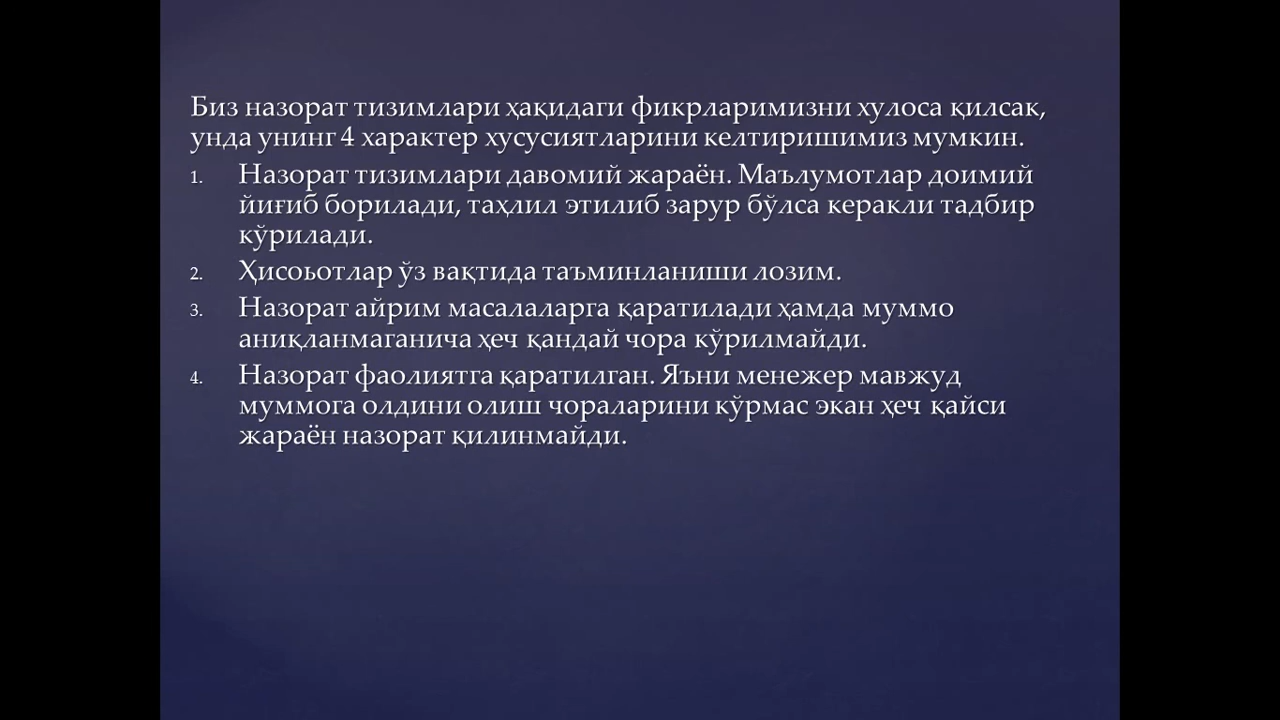 Биз назорат тизимлари ҳақидаги фикрларимизни хулоса қилсак,
унда унинг 4 характер хусусиятларини келтиришимиз мумкин.
1. Назорат тизимлари давомий жараён. Маълумотлар доимий
йиғиб борилади, таҳлил этилиб зарур бўлса керакли тадбир
кўрилади.
2. Ҳисоьотлар ўз вақтида таъминланиши лозим.
3. Назорат айрим масалаларга қаратилади ҳамда муммо
аниқланмаганича ҳеч қандай чора кўрилмайди.
4. Назорат фаолиятга қаратилган. Яъни менежер мавжуд
муммога олдини олиш чораларини кўрмас экан ҳеч қайси
жараён назорат қилинмайди.